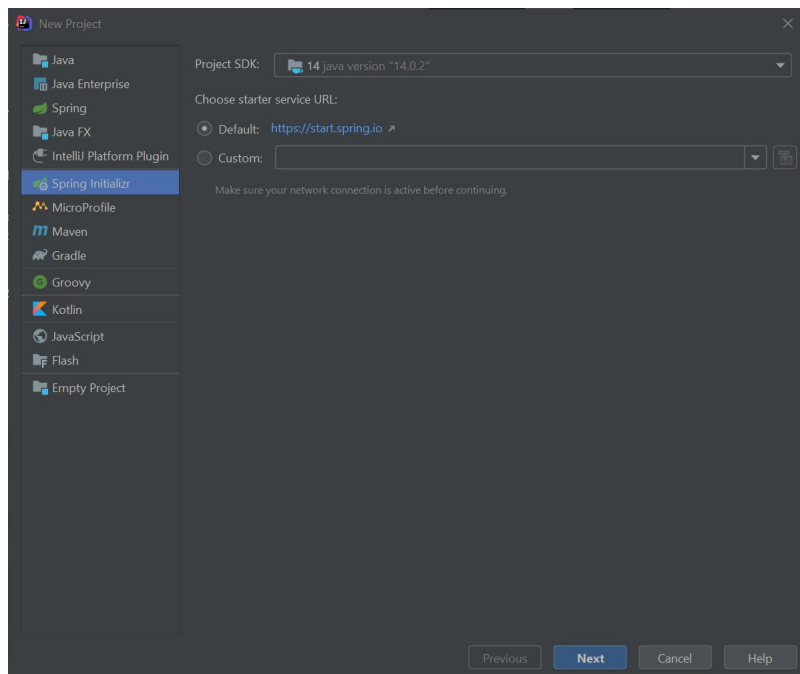 New Project
Java
Java Enterprise
Spring
Java FX
IntelliJ Platform Plugin
Spring Initializr
MicroProfile
Maven
Gradle
Groovy
Kotlin
JavaScript
Flash
Empty Project
Project SDK: 14 java version "14.0.2"
Choose starter service URL:
Default: https://start.spring.io
Custom:
Make sure your network connection is active before continuing.
Previous Next Cancel Help